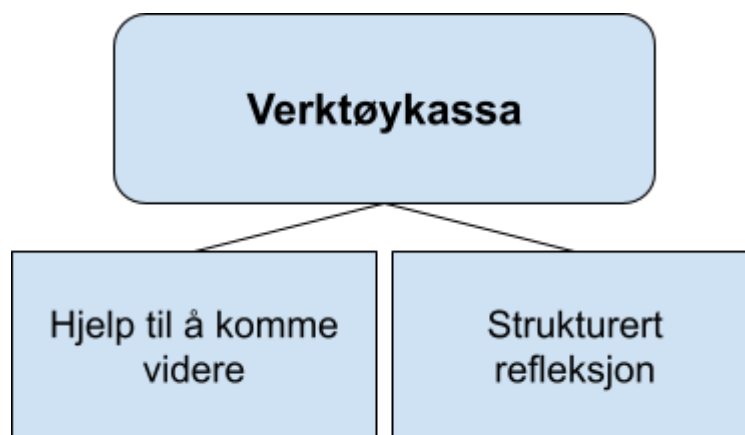 Verktøykassa
Hjelp til å komme
videre
Strukturert
refleksjon